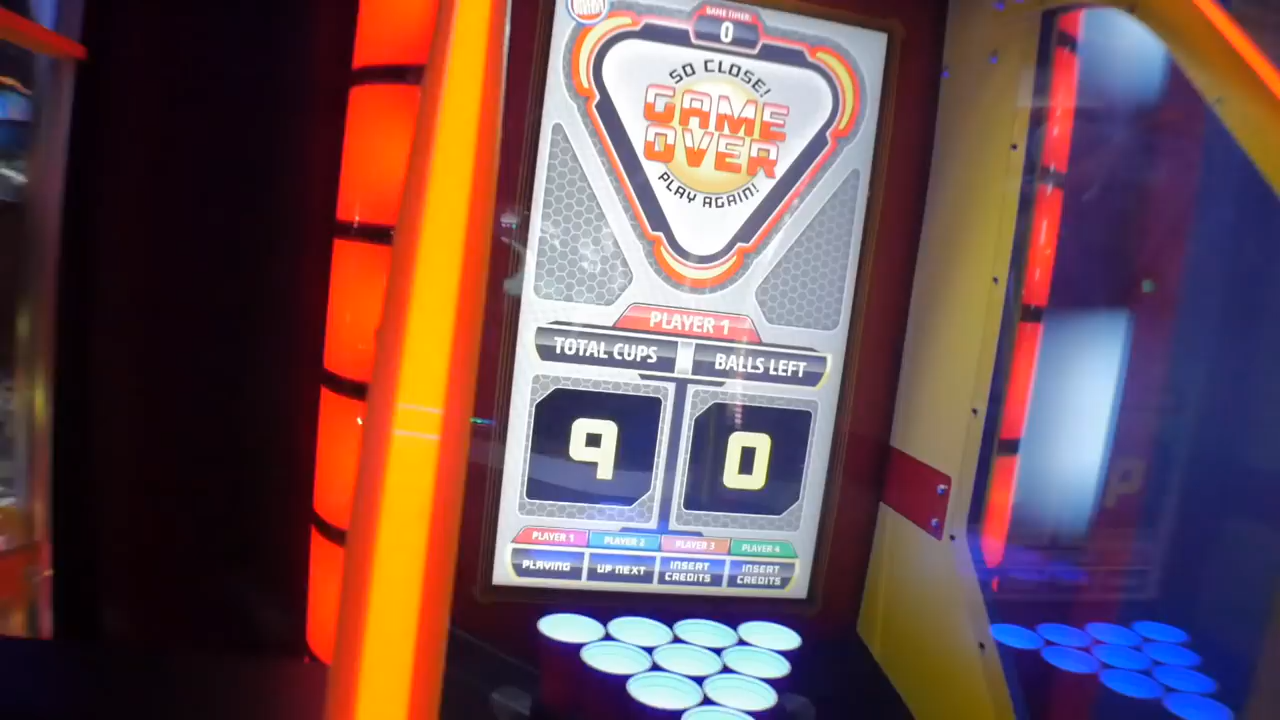 GAME TIMER:
0
SO CLOSE!
GAME
OVER
PLAY AGAIN!
PLAYER 1
TOTAL CUPS
BALLS LEFT
9
0
PLAYER 1
PLAYER 2
PLAYER 3
PLAYER 4
PLAYING
UP NEXT
INSERT
CREDITS
INSERT
CREDITS